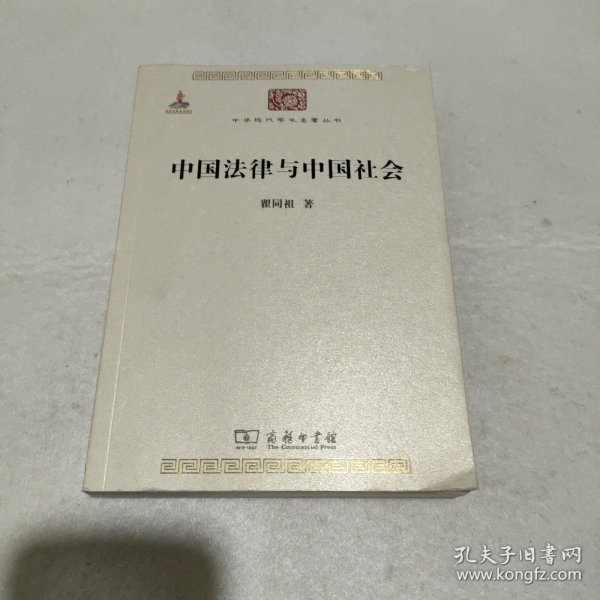 中华现代学术名著丛书
中国法律与中国社会
瞿同祖 著
商務印書館
The Commercial Press
孔夫子旧书网
www.kongfz.com